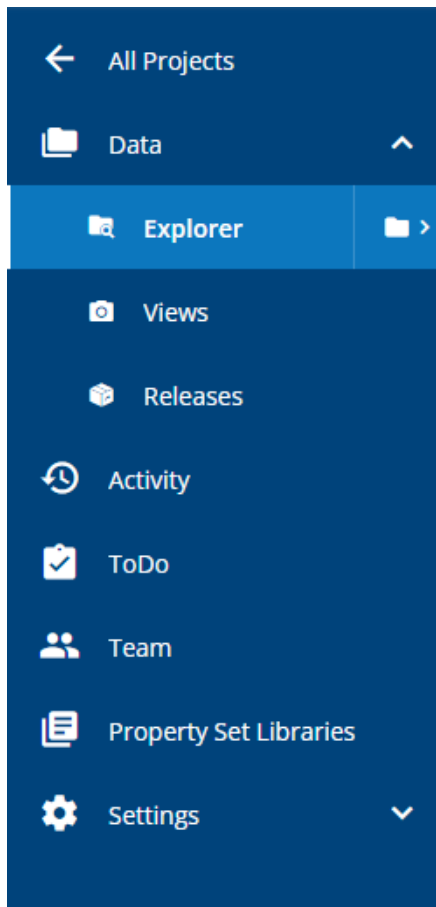 All Projects
Data
Explorer
Views
Releases
Activity
ToDo
Team
Property Set Libraries
Settings